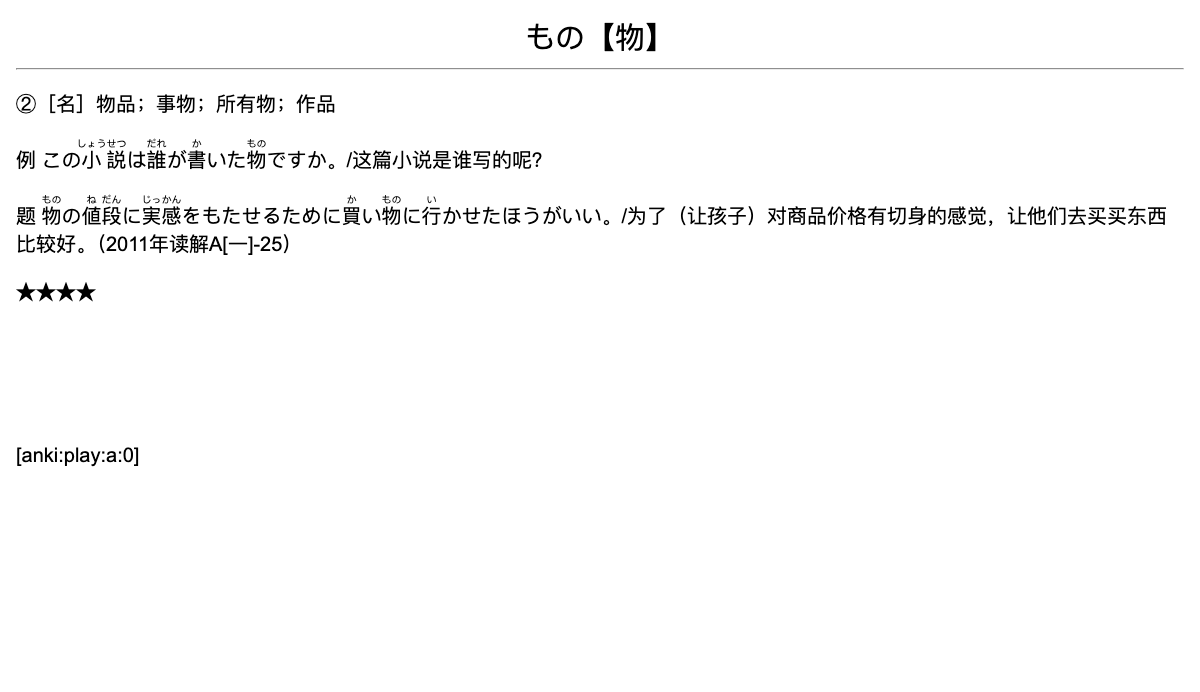 もの【物】
②［名］物品；事物；所有物；作品
例 この小説は誰が書いた物ですか。/这篇小说是谁写的呢?
题 物の値段に実感をもたせるために買い物に行かせたほうがいい。/为了（让孩子）对商品价格有切身的感觉，让他们去买买东西
比较好。（2011年读解A[一]-25）
★★★★
[anki:play:a:0]